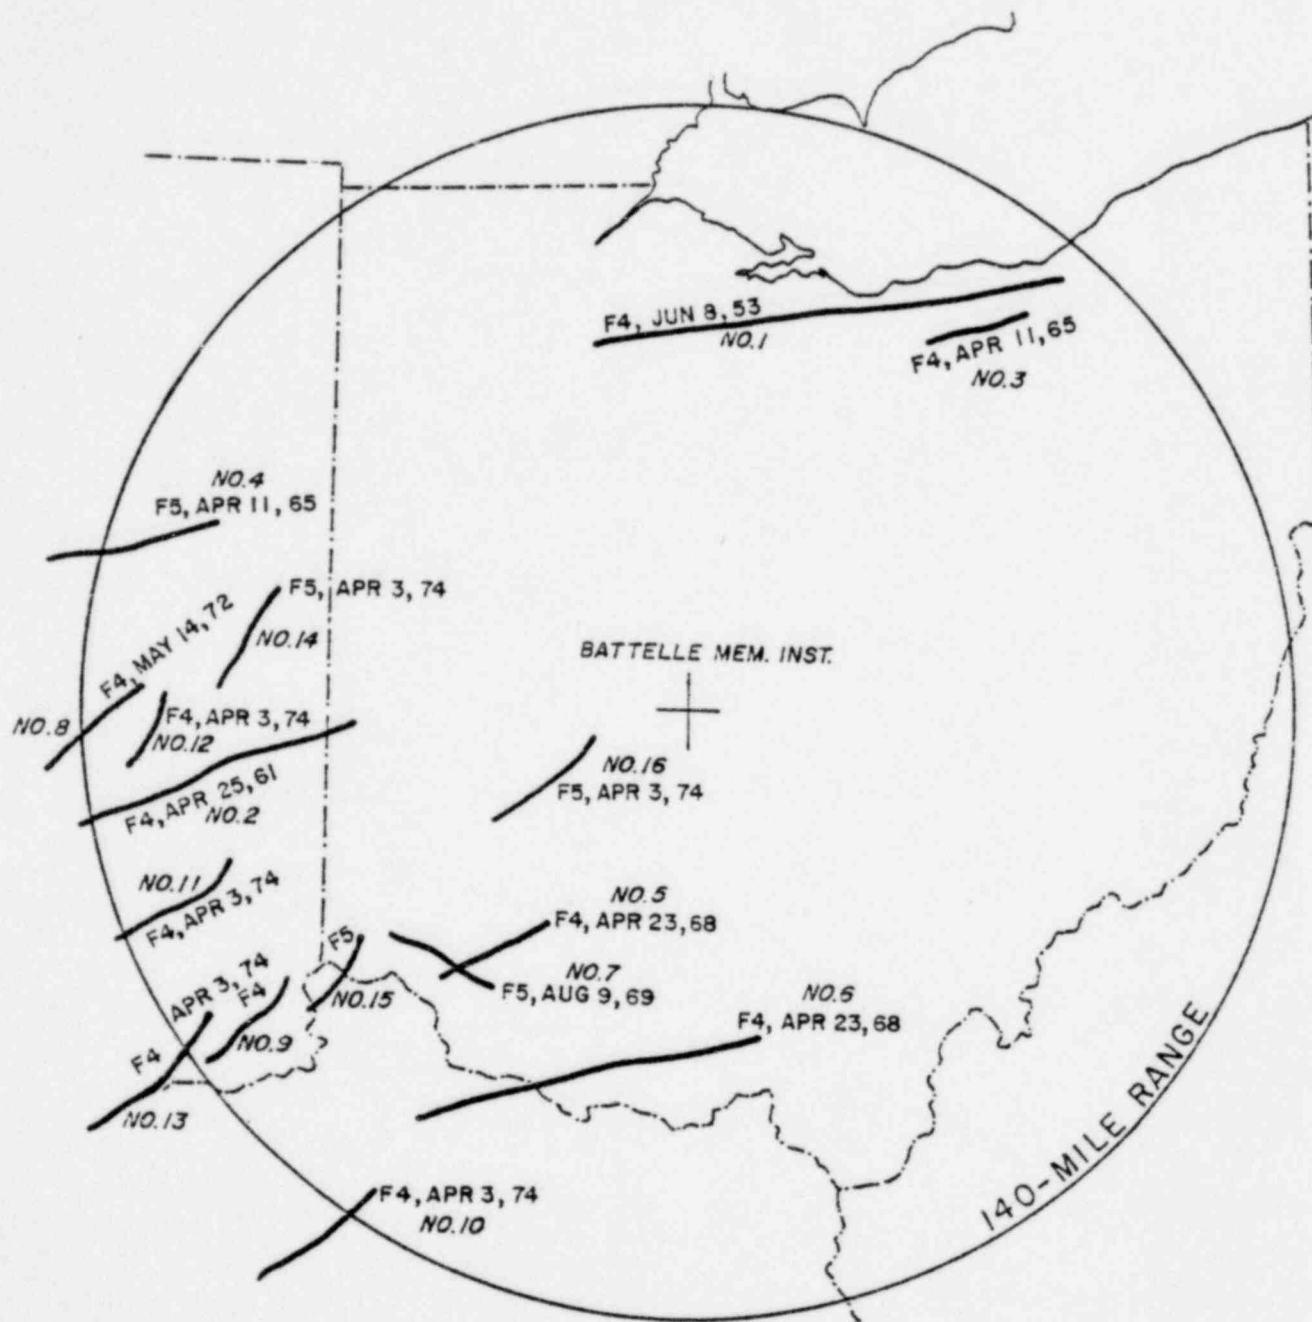 F4, JUN 8, 53
NO.1
F4, APR 11, 65
NO.3
NO.4
F5, APR 11, 65
F5, APR 3, 74
NO.14
F4, MAY 14, 72
NO.8
F4, APR 3, 74
NO.12
F4, APR 25, 61
NO.2
BATTELLE MEM. INST.
NO.16
F5, APR 3, 74
NO.11
F4, APR 3, 74
NO.5
F4, APR 23, 68
F5
NO.15
NO.7
F5, AUG 9, 69
NO.6
F4, APR 23, 68
APR 3, 74
F4
NO.9
F4
NO.13
F4, APR 3, 74
NO.10
140-MILE RANGE